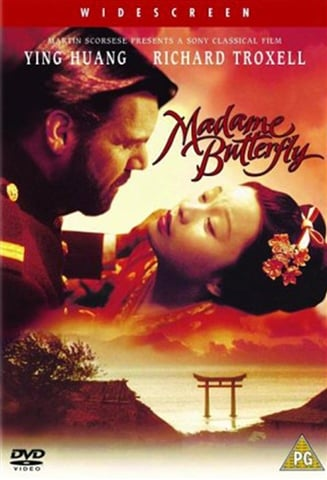 WIDESCREEN
MARTIN SCORSESE PRESENTS A SONY CLASSICAL FILM
YING HUANG RICHARD TROXELL
Madame
Butterfly
DVD
VIDEO
PG